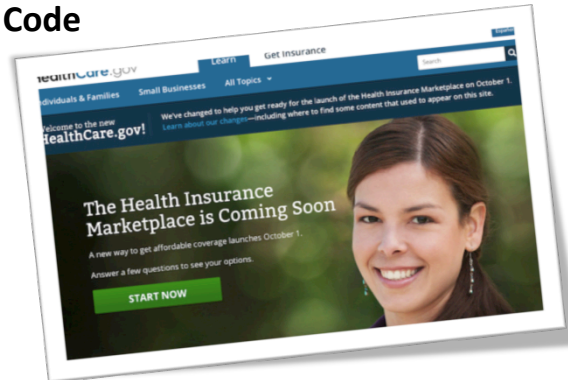 Code
HealthCare.gov
Learn
Get Insurance
Individuals & Families
Small Businesses
All Topics
Search
Welcome to the new
HealthCare.gov!
We've changed to help you get ready for the launch of the Health Insurance Marketplace on October 1.
Learn about our changes—including where to find some content that used to appear on this site.
The Health Insurance
Marketplace is Coming Soon
A new way to get affordable coverage launches October 1.
Answer a few questions to see your options.
START NOW